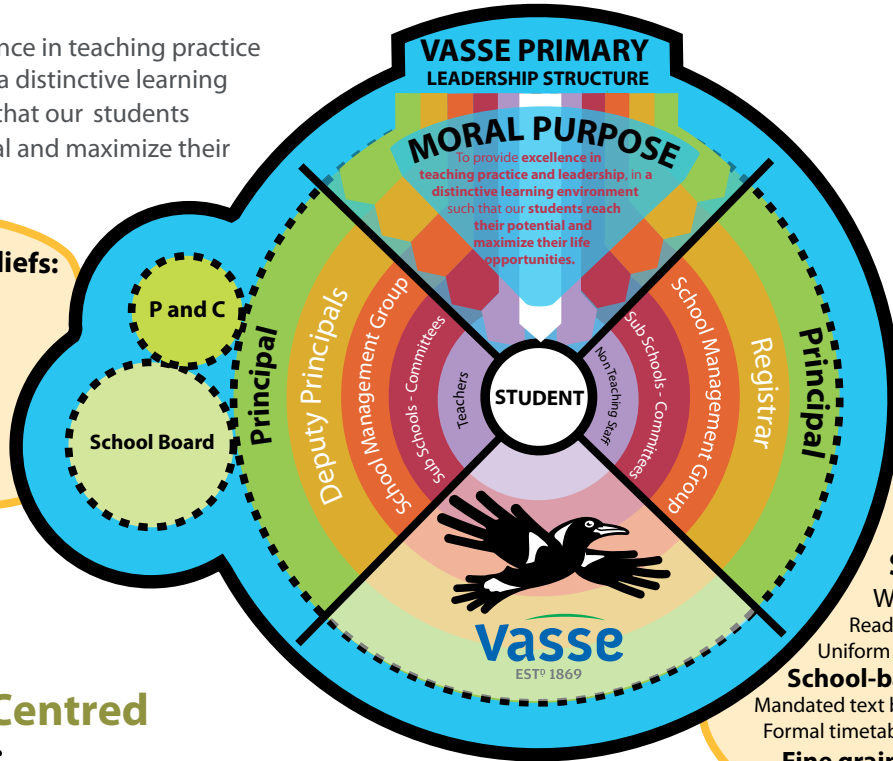 nce in teaching practice
a distinctive learning
that our students
al and maximize their
VASSE PRIMARY
LEADERSHIP STRUCTURE
MORAL PURPOSE
To provide excellence in
teaching practice and leadership, in a
distinctive learning environment
such that our students reach
their potential and
maximize their life
opportunities.
liefs:
P and C
School Board
Principal
Deputy Principals
School Management Group
Sub Schools - Committees
Teachers
STUDENT
Non Teaching Staff
Sub Schools - Committees
School Management Group
Registrar
Principal
Vasse
ESTD 1869
Centred
S
W
Read
Uniform
School-ba
Mandated text b
Formal timetab
Fine grain